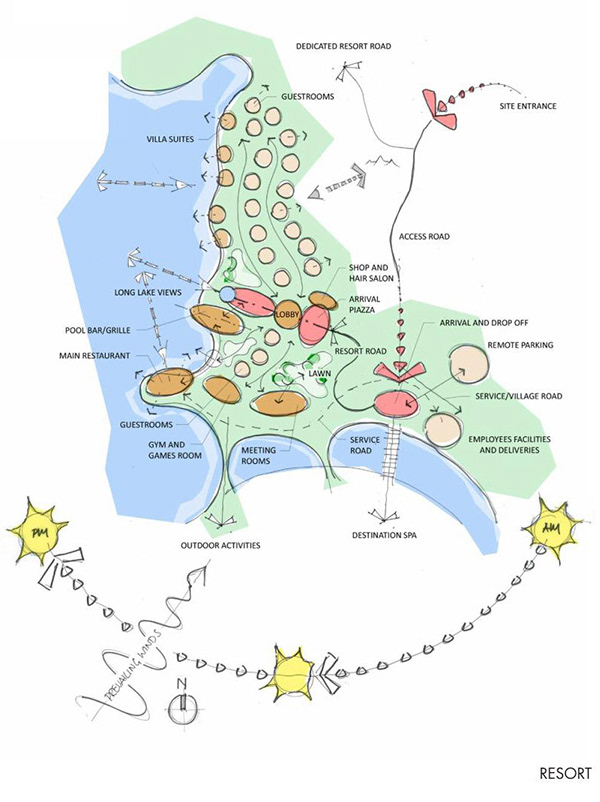 DEDICATED RESORT ROAD
GUESTROOMS
SITE ENTRANCE
VILLA SUITES
ACCESS ROAD
SHOP AND
HAIR SALON
LONG LAKE VIEWS
ARRIVAL
PIAZZA
LOBBY
POOL BAR/GRILLE
ARRIVAL AND DROP OFF
RESORT ROAD
REMOTE PARKING
MAIN RESTAURANT
LAWN
SERVICE/VILLAGE ROAD
GUESTROOMS
GYM AND
GAMES ROOM
MEETING
ROOMS
SERVICE
ROAD
EMPLOYEES FACILITIES
AND DELIVERIES
OUTDOOR ACTIVITIES
DESTINATION SPA
PM
AM
PREVAILING WINDS
N
RESORT